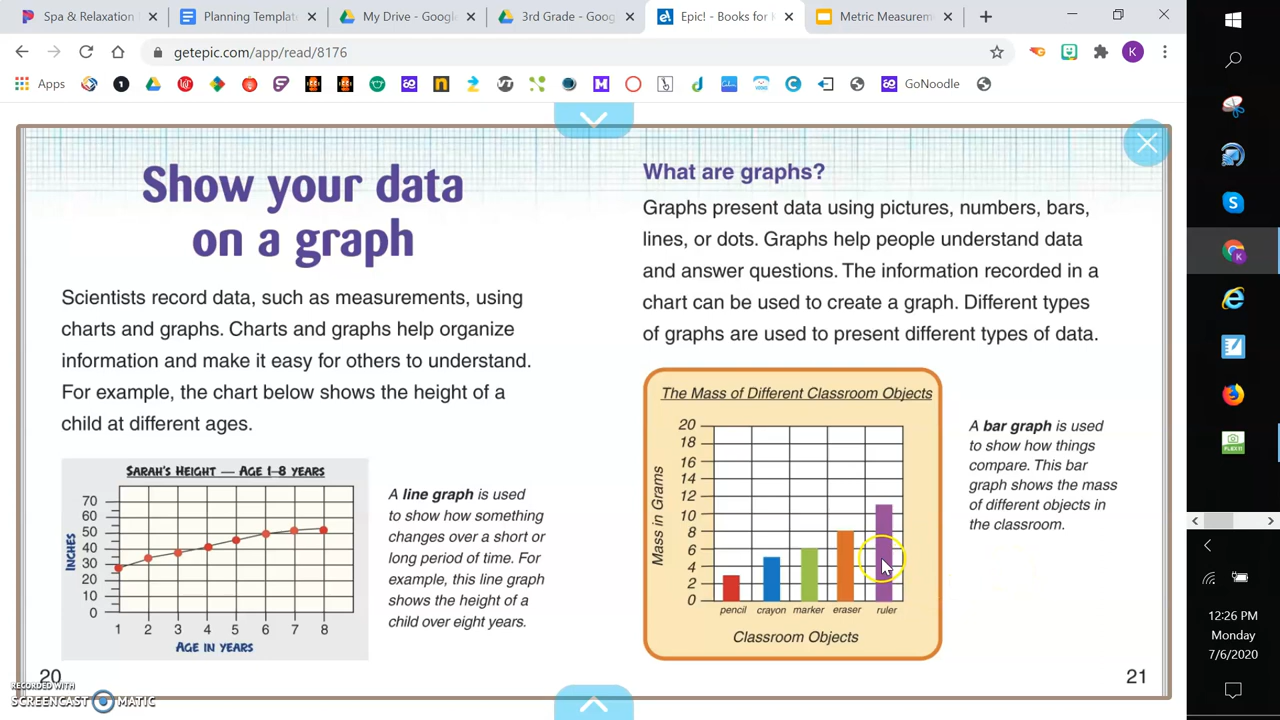 Spa & Relaxation
Planning Templat
My Drive - Google
3rd Grade - Goog
Epic! - Books for
Metric Measurem
getepic.com/app/read/8176
Apps
GoNoodle
Show your data
on a graph
Scientists record data, such as measurements, using
charts and graphs. Charts and graphs help organize
information and make it easy for others to understand.
For example, the chart below shows the height of a
child at different ages.
SARAH'S HEIGHT — AGE 1–8 YEARS
70
60
50
40
30
20
10
0
INCHES
1 2 3 4 5 6 7 8
AGE IN YEARS
A line graph is used
to show how something
changes over a short or
long period of time. For
example, this line graph
shows the height of a
child over eight years.
20
What are graphs?
Graphs present data using pictures, numbers, bars,
lines, or dots. Graphs help people understand data
and answer questions. The information recorded in a
chart can be used to create a graph. Different types
of graphs are used to present different types of data.
The Mass of Different Classroom Objects
20
18
16
14
12
10
8
6
4
2
0
Mass in Grams
pencil crayon marker eraser ruler
Classroom Objects
A bar graph is used
to show how things
compare. This bar
graph shows the mass
of different objects in
the classroom.
21
RECORDED WITH
SCREENCAST MATIC
12:26 PM
Monday
7/6/2020